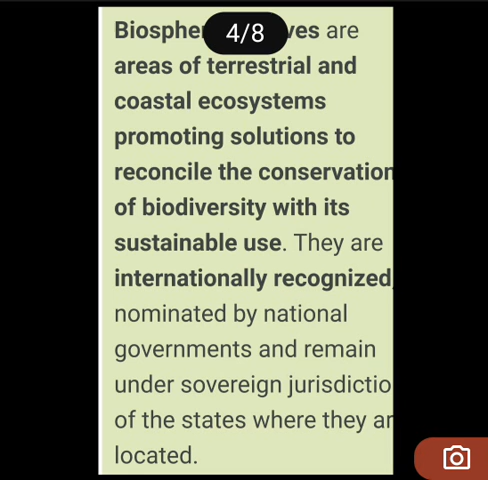 Biospher 4/8 ves are
areas of terrestrial and
coastal ecosystems
promoting solutions to
reconcile the conservation
of biodiversity with its
sustainable use. They are
internationally recognized,
nominated by national
governments and remain
under sovereign jurisdictio
of the states where they ar
located.